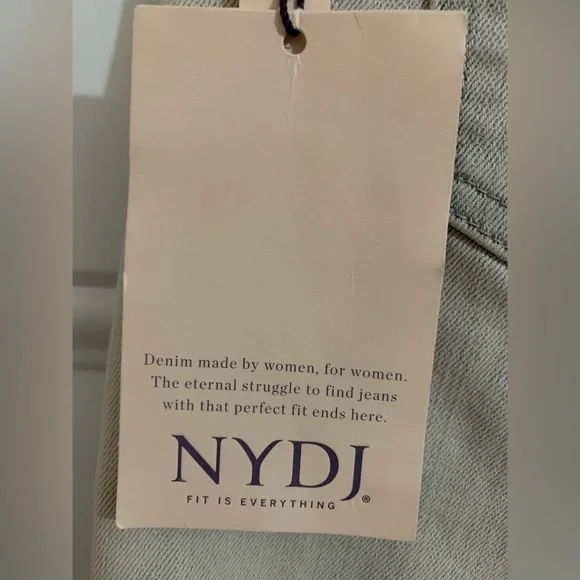 Denim made by women, for women.
The eternal struggle to find jeans
with that perfect fit ends here.
NYDJ®
FIT IS EVERYTHING